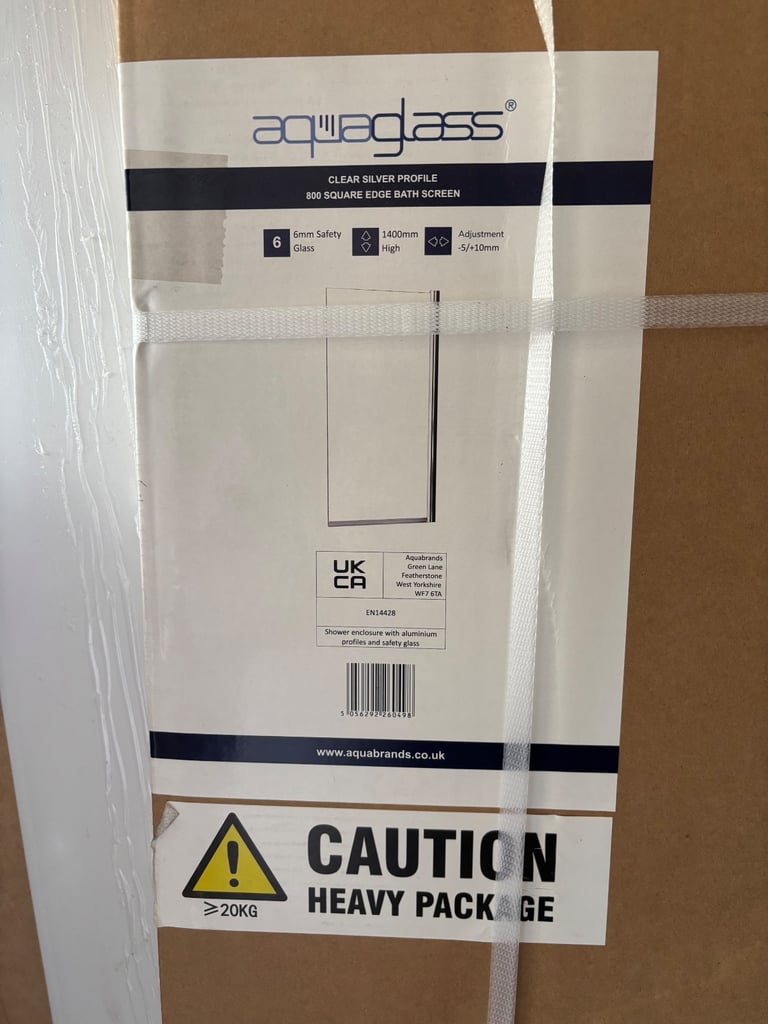 aquaglass®
CLEAR SILVER PROFILE
800 SQUARE EDGE BATH SCREEN
6
6mm Safety
Glass
1400mm
High
Adjustment
-5/+10mm
UK
CA
Aquabrands
Green Lane
Featherstone
West Yorkshire
WF7 6TA
EN14428
Shower enclosure with aluminium
profiles and safety glass
5 056292 260498
www.aquabrands.co.uk
CAUTION
HEAVY PACKAGE
≥20KG